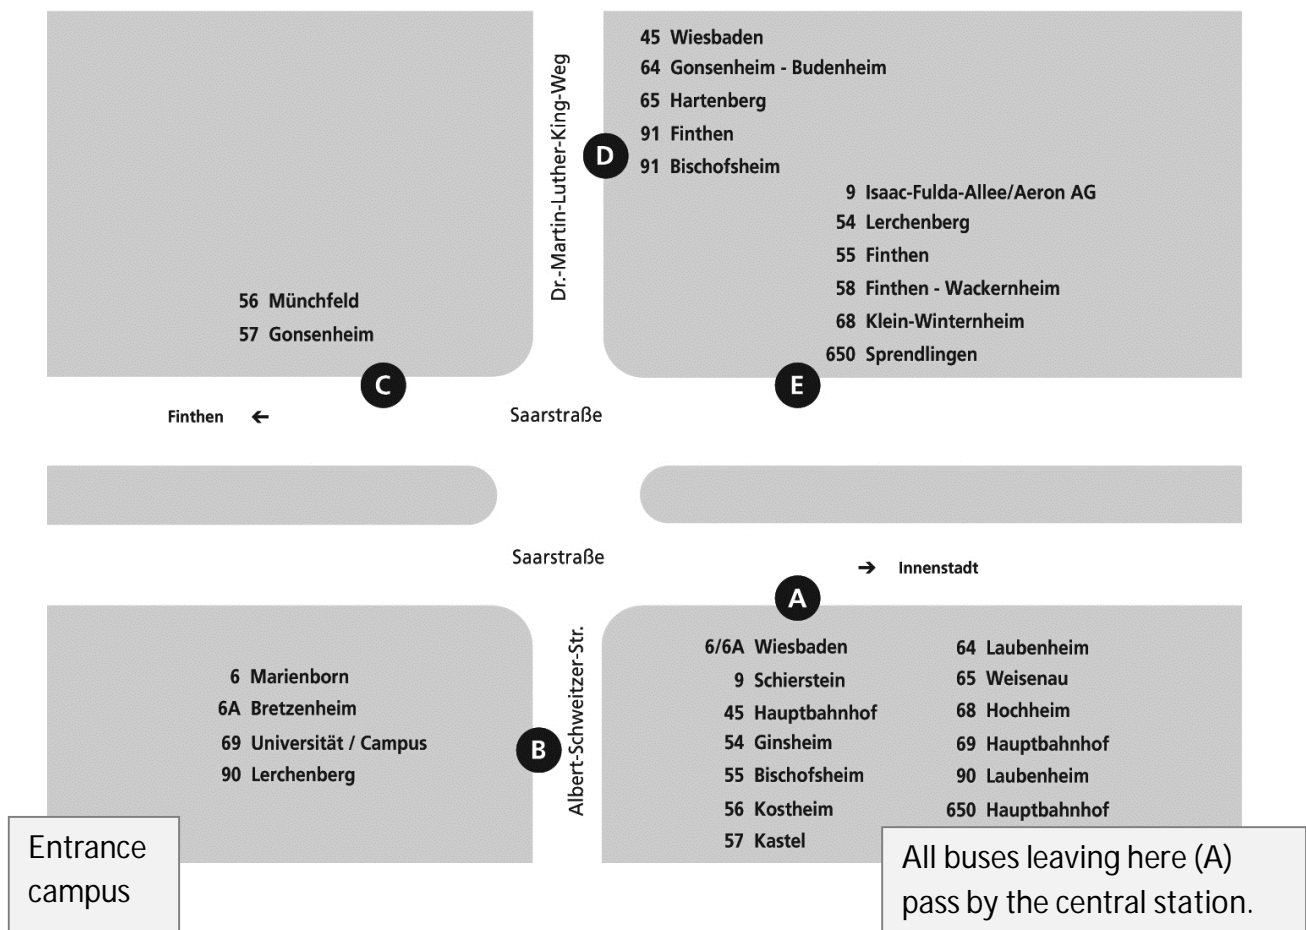 45 Wiesbaden
64 Gonsenheim - Budenheim
65 Hartenberg
91 Finthen
91 Bischofsheim
D
Dr.-Martin-Luther-King-Weg
9 Isaac-Fulda-Allee/Aeron AG
54 Lerchenberg
55 Finthen
58 Finthen - Wackernheim
68 Klein-Winternheim
650 Sprendlingen
E
56 Münchfeld
57 Gonsenheim
C
Finthen ←
Saarstraße
Saarstraße
→ Innenstadt
A
6/6A Wiesbaden
9 Schierstein
45 Hauptbahnhof
54 Ginsheim
55 Bischofsheim
56 Kostheim
57 Kastel
64 Laubenheim
65 Weisenau
68 Hochheim
69 Hauptbahnhof
90 Laubenheim
650 Hauptbahnhof
Albert-Schweitzer-Str.
6 Marienborn
6A Bretzenheim
69 Universität / Campus
90 Lerchenberg
B
Entrance
campus
All buses leaving here (A)
pass by the central station.